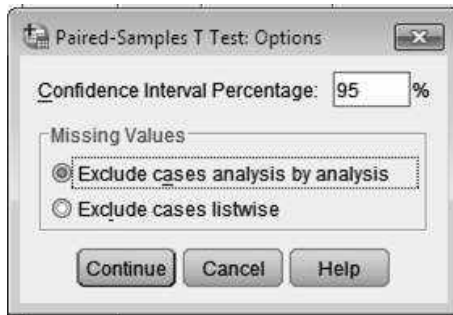 Paired-Samples T Test: Options
Confidence Interval Percentage: 95 %
Missing Values
Exclude cases analysis by analysis
Exclude cases listwise
Continue Cancel Help